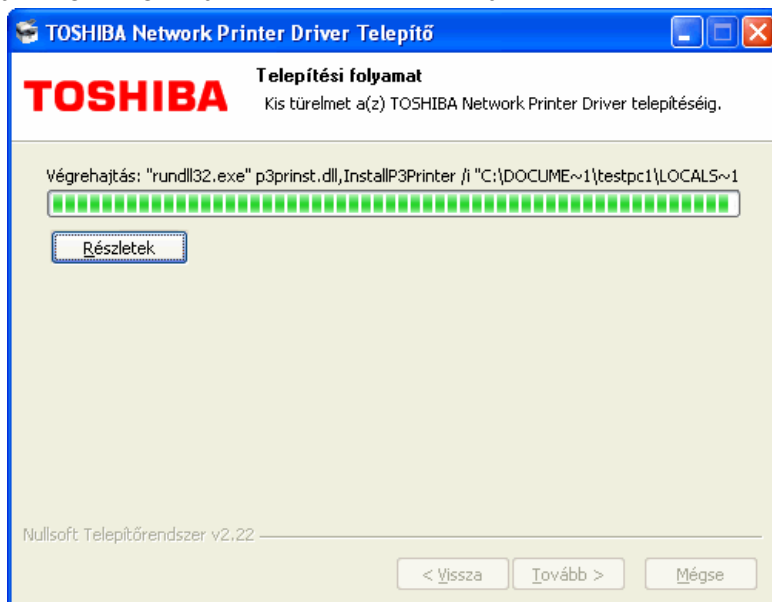 TOSHIBA Network Printer Driver Telepítő
TOSHIBA
Telepítési folyamat
Kis türelmet a(z) TOSHIBA Network Printer Driver telepítéséig.
Végrehajtás: "rundll32.exe" p3prinst.dll,InstallP3Printer /i "C:\DOCUME~1\testpc1\LOCALS~1
Részletek
Nullsoft Telepítőrendszer v2.22
< Vissza
Tovább >
Mégse